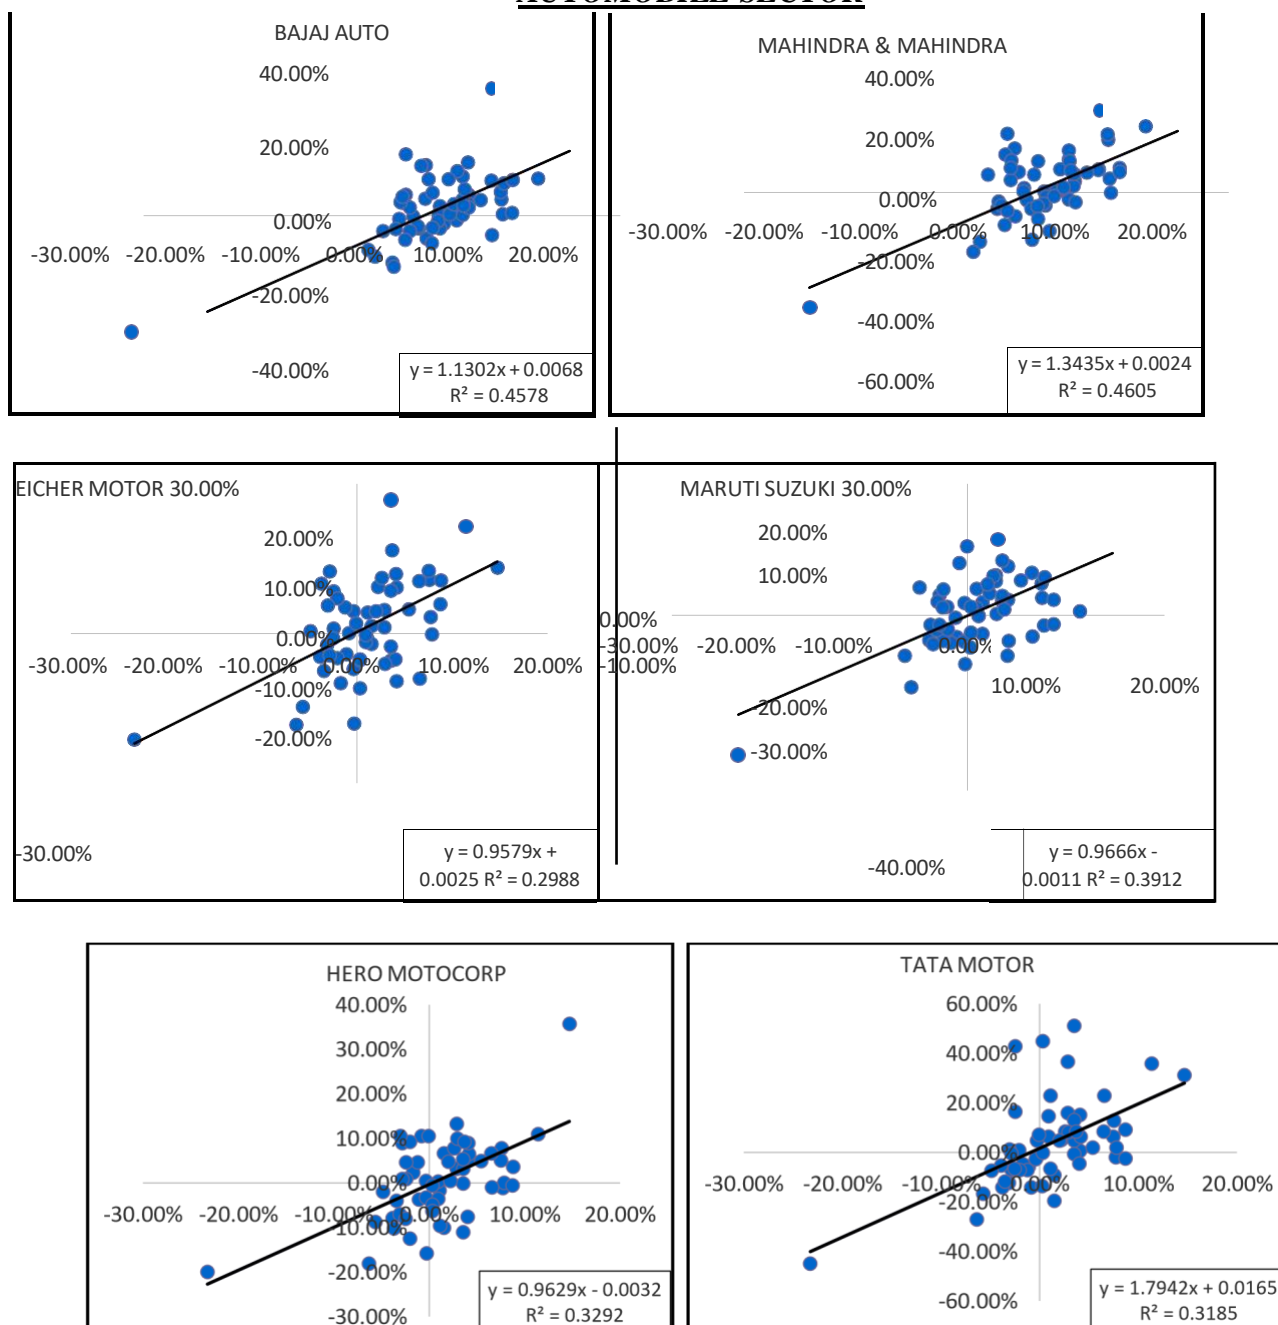 AUTOMOBILE SECTOR
BAJAJ AUTO
40.00%
20.00%
0.00%
-30.00% -20.00% -10.00% 0.00% 10.00% 20.00%
-20.00%
-40.00%
y = 1.1302x + 0.0068
R² = 0.4578
MAHINDRA & MAHINDRA
40.00%
20.00%
0.00%
-30.00% -20.00% -10.00% 0.00% 10.00% 20.00%
-20.00%
-40.00%
-60.00%
y = 1.3435x + 0.0024
R² = 0.4605
EICHER MOTOR 30.00%
20.00%
10.00%
0.00%
-30.00% -20.00% -10.00% 0.00% 10.00% 20.00%
-10.00%
-20.00%
-30.00%
y = 0.9579x +
0.0025 R² = 0.2988
MARUTI SUZUKI 30.00%
20.00%
10.00%
0.00%
-30.00% -20.00% -10.00% 0.00%
-10.00%
10.00% 20.00%
-20.00%
-30.00%
-40.00%
y = 0.9666x -
0.0011 R² = 0.3912
HERO MOTOCORP
40.00%
30.00%
20.00%
10.00%
0.00%
-30.00% -20.00% -10.00% 0.00% 10.00% 20.00%
-10.00%
-20.00%
-30.00%
y = 0.9629x - 0.0032
R² = 0.3292
TATA MOTOR
60.00%
40.00%
20.00%
0.00%
-30.00% -20.00% -10.00% 0.00% 10.00% 20.00%
-20.00%
-40.00%
-60.00%
y = 1.7942x + 0.0165
R² = 0.3185